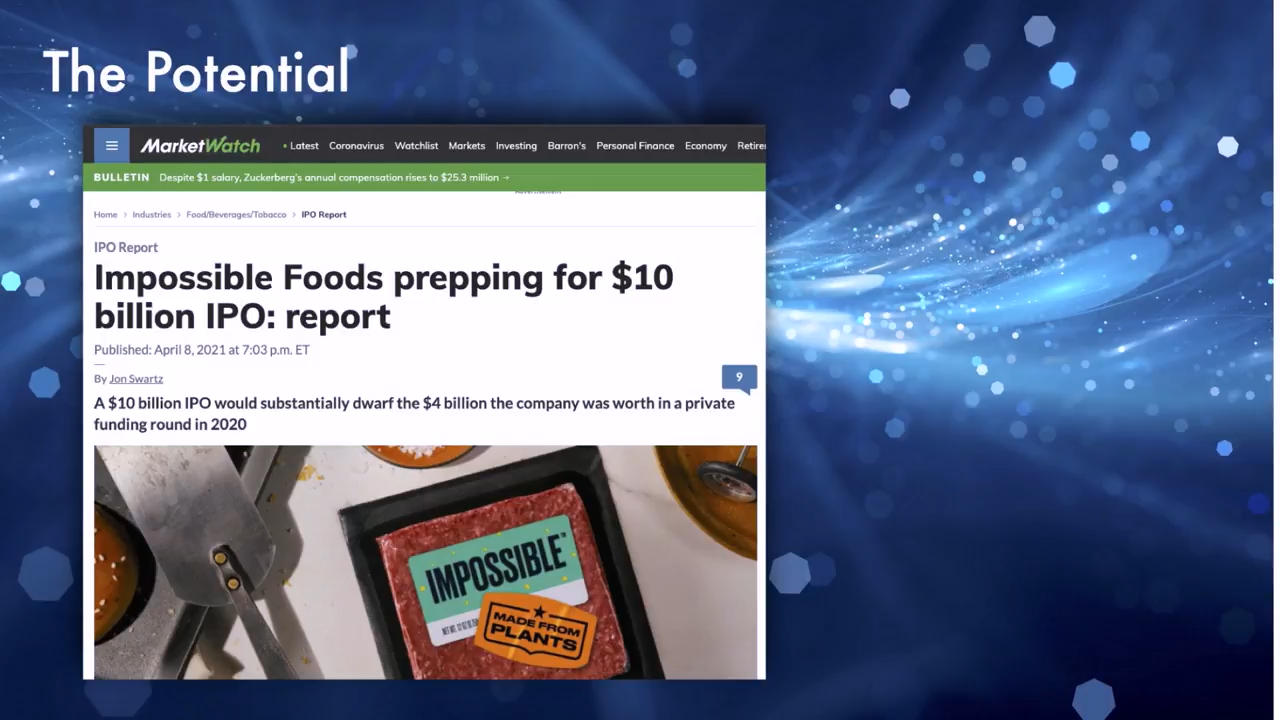 The Potential
MarketWatch
• Latest Coronavirus Watchlist Markets Investing Barron's Personal Finance Economy
BULLETIN Despite $1 salary, Zuckerberg's annual compensation rises to $25.3 million →
Advertisement
Home > Industries > Food/Beverages/Tobacco > IPO Report
IPO Report
Impossible Foods prepping for $10
billion IPO: report
Published: April 8, 2021 at 7:03 p.m. ET
By Jon Swartz
9
A $10 billion IPO would substantially dwarf the $4 billion the company was worth in a private
funding round in 2020
IMPOSSIBLE™
MADE FROM
PLANTS